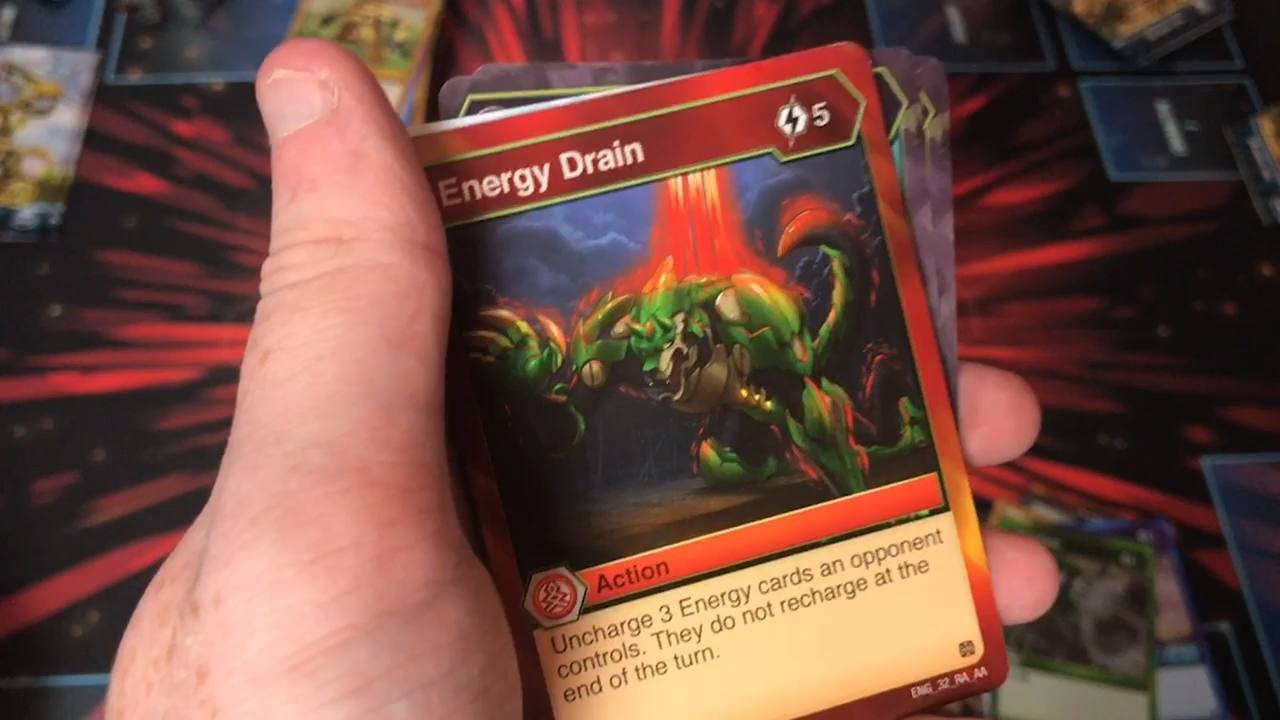 Energy Drain
5
Action
Uncharge 3 Energy cards an opponent
controls. They do not recharge at the
end of the turn.
ENG_32_RA_AA